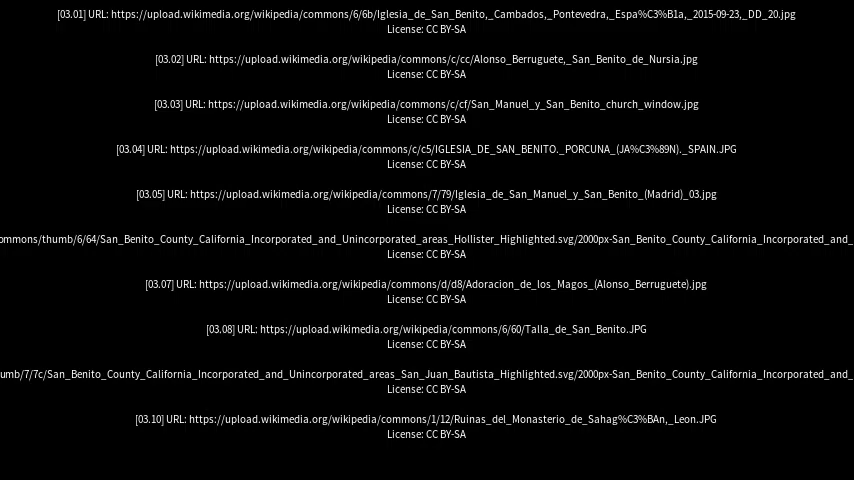 [03.01] URL: https://upload.wikimedia.org/wikipedia/commons/6/6b/Iglesia_de_San_Benito,_Cambados,_Pontevedra,_Espa%C3%B1a,_2015-09-23,_DD_20.jpg
License: CC BY-SA
[03.02] URL: https://upload.wikimedia.org/wikipedia/commons/c/cc/Alonso_Berruguete,_San_Benito_de_Nursia.jpg
License: CC BY-SA
[03.03] URL: https://upload.wikimedia.org/wikipedia/commons/c/cf/San_Manuel_y_San_Benito_church_window.jpg
License: CC BY-SA
[03.04] URL: https://upload.wikimedia.org/wikipedia/commons/c/c5/IGLESIA_DE_SAN_BENITO._PORCUNA_(JA%C3%89N)._SPAIN.JPG
License: CC BY-SA
[03.05] URL: https://upload.wikimedia.org/wikipedia/commons/7/79/Iglesia_de_San_Manuel_y_San_Benito_(Madrid)_03.jpg
License: CC BY-SA
ommons/thumb/6/64/San_Benito_County_California_Incorporated_and_Unincorporated_areas_Hollister_Highlighted.svg/2000px-San_Benito_County_California_Incorporated_and_
License: CC BY-SA
[03.07] URL: https://upload.wikimedia.org/wikipedia/commons/d/d8/Adoracion_de_los_Magos_(Alonso_Berruguete).jpg
License: CC BY-SA
[03.08] URL: https://upload.wikimedia.org/wikipedia/commons/6/60/Talla_de_San_Benito.JPG
License: CC BY-SA
umb/7/7c/San_Benito_County_California_Incorporated_and_Unincorporated_areas_San_Juan_Bautista_Highlighted.svg/2000px-San_Benito_County_California_Incorporated_and_
License: CC BY-SA
[03.10] URL: https://upload.wikimedia.org/wikipedia/commons/1/12/Ruinas_del_Monasterio_de_Sahag%C3%BAn,_Leon.JPG
License: CC BY-SA